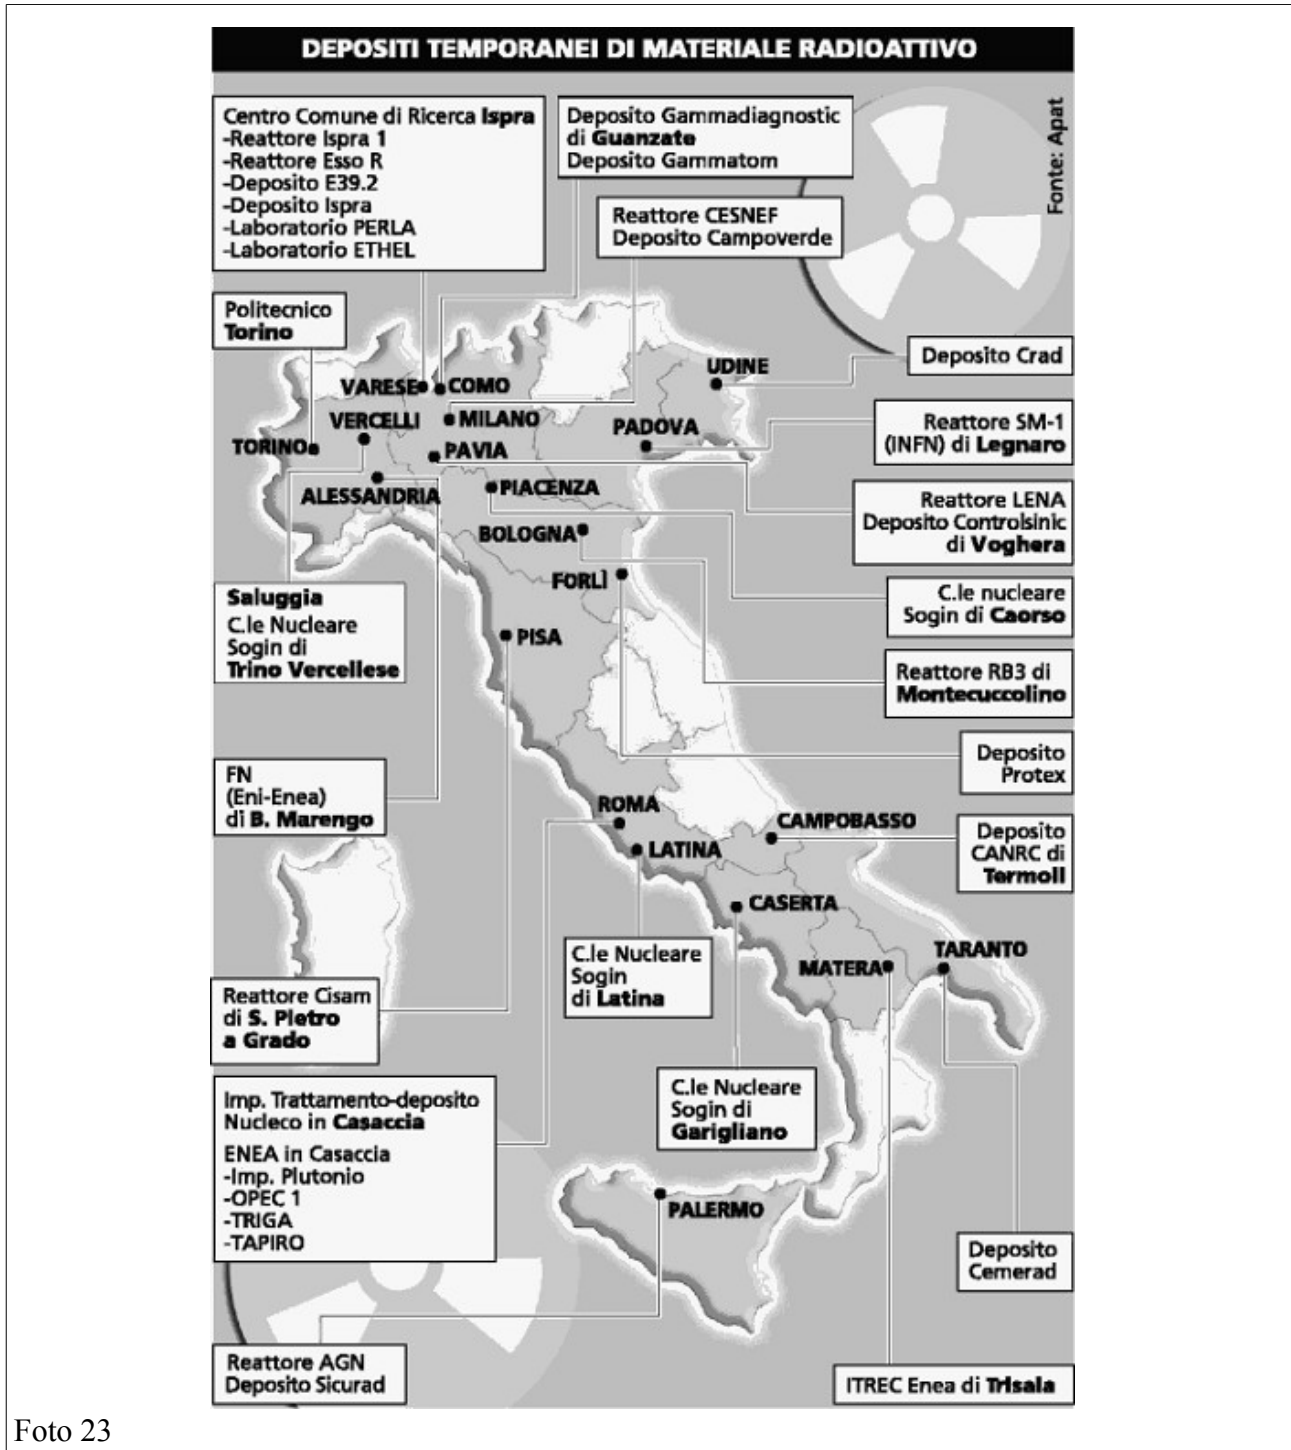 DEPOSITI TEMPORANEI DI MATERIALE RADIOATTIVO
Centro Comune di Ricerca Ispra
-Reattore Ispra 1
-Reattore Esso R
-Deposito E39.2
-Deposito Ispra
-Laboratorio PERLA
-Laboratorio ETHEL
Deposito Gammadiagnostic
di Guanzate
Deposito Gammatom
Fonte: Apat
Reattore CESNEF
Deposito Campoverde
Politecnico
Torino
Deposito Crad
UDINE
VARESE
COMO
VERCELLI
MILANO
PADOVA
Reattore SM-1
(INFN) di Legnaro
TORINO
PAVIA
ALESSANDRIA
PIACENZA
Reattore LENA
Deposito Controlsinic
di Voghera
BOLOGNA
FORLÌ
C.le nucleare
Sogin di Caorso
Saluggia
C.le Nucleare
Sogin di
Trino Vercellese
PISA
Reattore RB3 di
Montecuccolino
Deposito
Protex
FN
(Eni-Enea)
di B. Marengo
ROMA
CAMPOBASSO
LATINA
Deposito
CANRC di
Termoli
CASERTA
C.le Nucleare
Sogin
di Latina
MATERA
TARANTO
Reattore Cisam
di S. Pietro
a Grado
C.le Nucleare
Sogin di
Garigliano
Imp. Trattamento-deposito
Nucleco in Casaccia
ENEA in Casaccia
-Imp. Plutonio
-OPEC 1
-TRIGA
-TAPIRO
PALERMO
Deposito
Cemerad
Reattore AGN
Deposito Sicurad
ITREC Enea di Trisaia
Foto 23